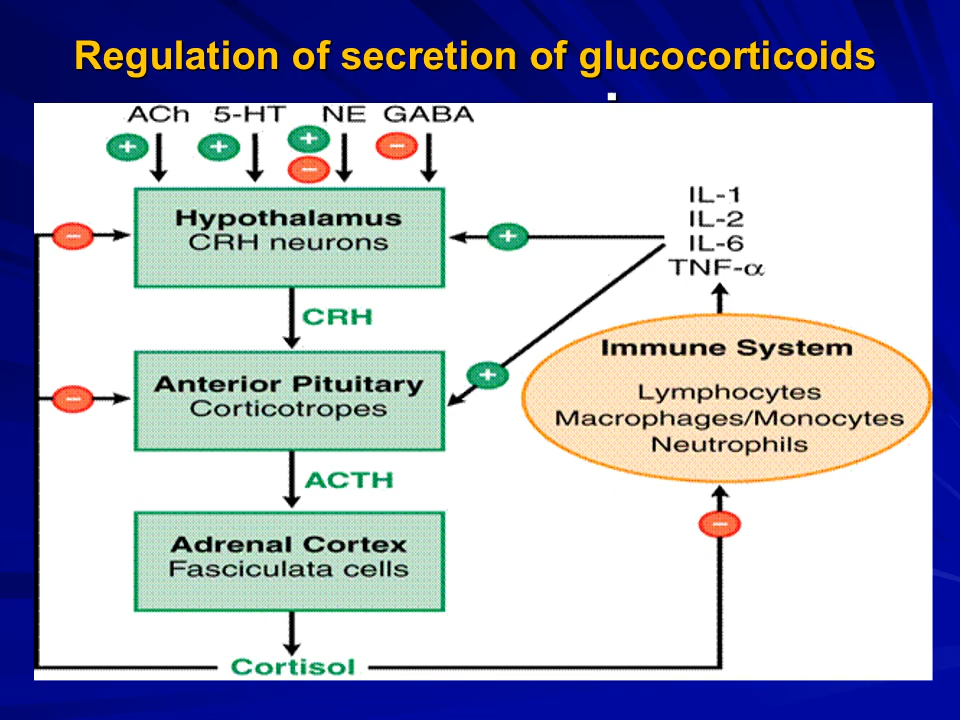 Regulation of secretion of glucocorticoids
ACh 5-HT NE GABA
+ + + − −
Hypothalamus
CRH neurons
− +
IL-1
IL-2
IL-6
TNF-α
CRH
Anterior Pituitary
Corticotropes
− +
Immune System
Lymphocytes
Macrophages/Monocytes
Neutrophils
ACTH
Adrenal Cortex
Fasciculata cells
−
Cortisol